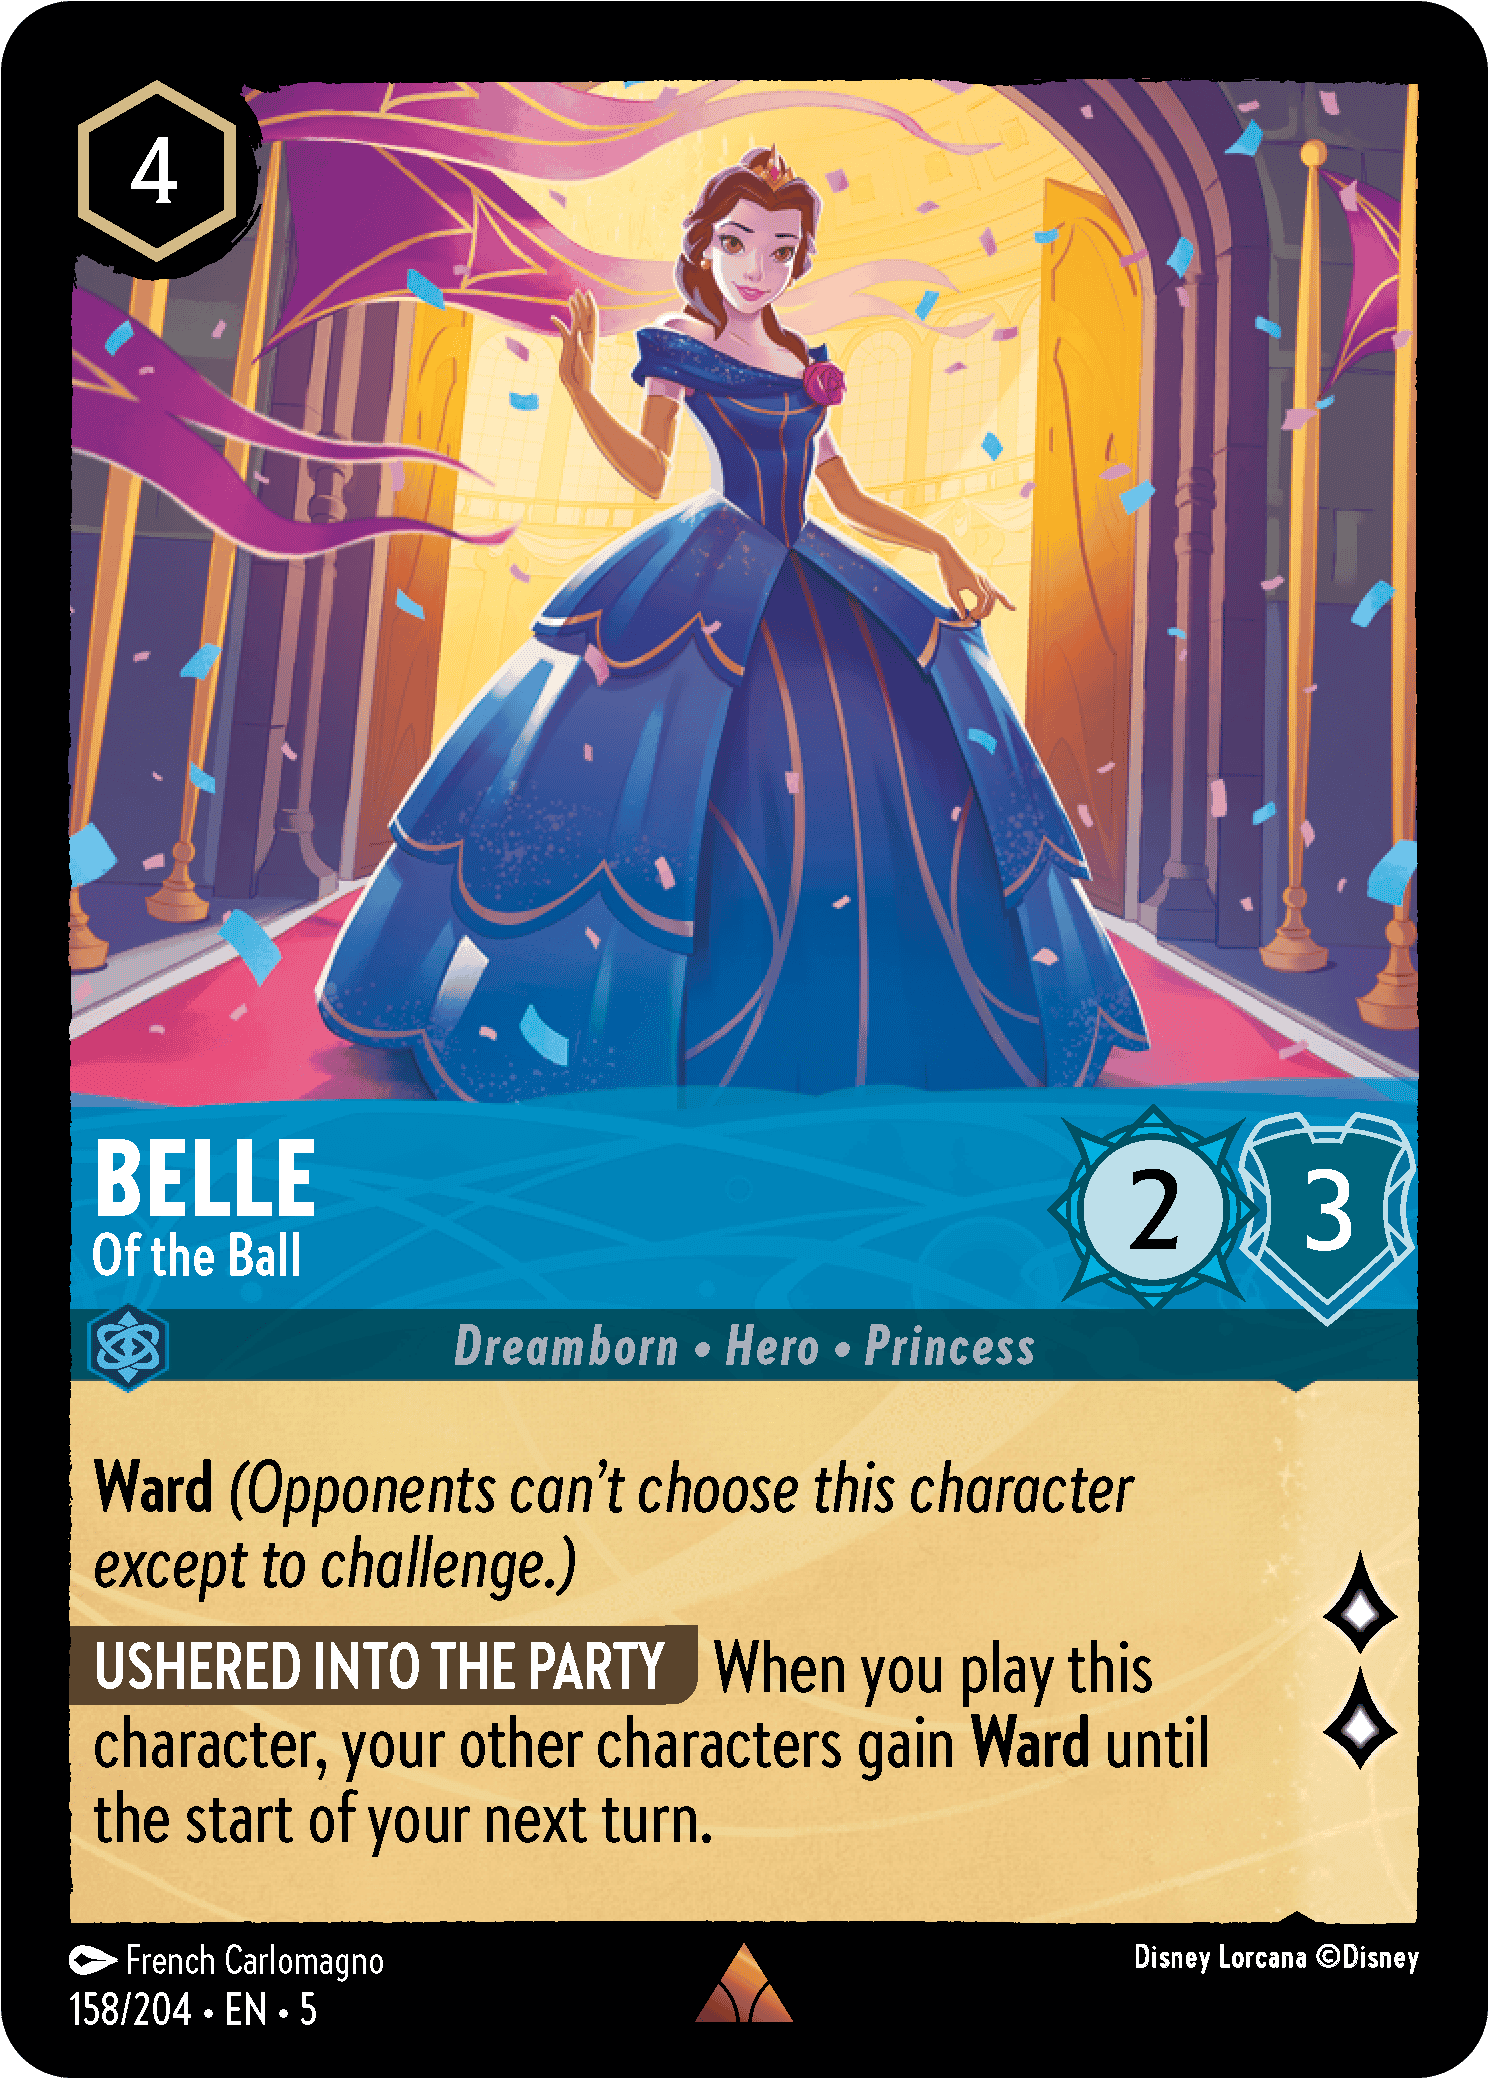 4
BELLE
Of the Ball
2
3
Dreamborn • Hero • Princess
Ward (Opponents can’t choose this character
except to challenge.)
USHERED INTO THE PARTY When you play this
character, your other characters gain Ward until
the start of your next turn.
French Carlomagno
Disney Lorcana ©Disney
158/204 • EN • 5